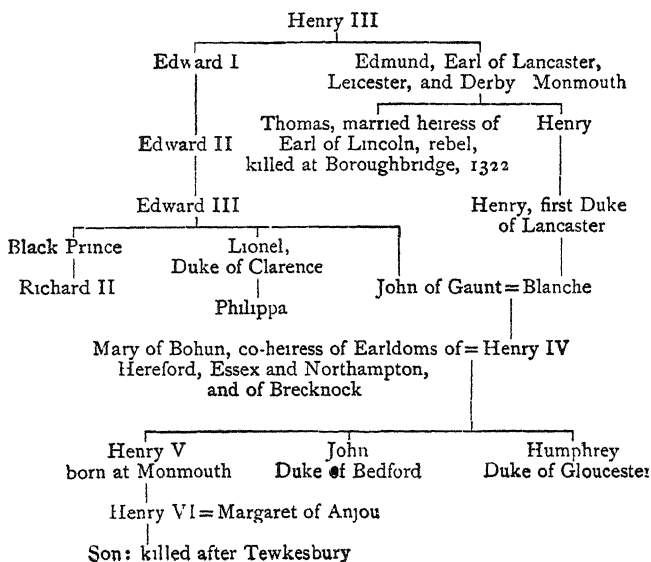 Henry III
Edward I
Edmund, Earl of Lancaster,
Leicester, and Derby Monmouth
Thomas, married heiress of
Earl of Lincoln, rebel,
killed at Boroughbridge, 1322
Henry
Edward II
Edward III
Henry, first Duke
of Lancaster
Black Prince
Lionel,
Duke of Clarence
Richard II
Philippa
John of Gaunt=Blanche
Mary of Bohun, co-heiress of Earldoms of=Henry IV
Hereford, Essex and Northampton,
and of Brecknock
Henry V
born at Monmouth
John
Duke of Bedford
Humphrey
Duke of Gloucester
Henry VI=Margaret of Anjou
Son: killed after Tewkesbury